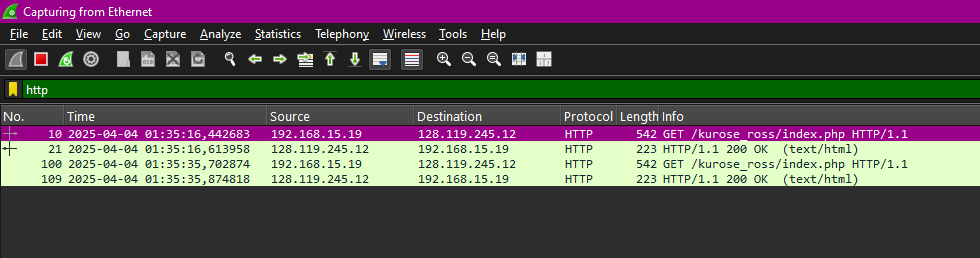 Capturing from Ethernet
File Edit View Go Capture Analyze Statistics Telephony Wireless Tools Help
http
No. Time Source Destination Protocol Length Info
10 2025-04-04 01:35:16,442683 192.168.15.19 128.119.245.12 HTTP 542 GET /kurose_ross/index.php HTTP/1.1
21 2025-04-04 01:35:16,613958 128.119.245.12 192.168.15.19 HTTP 223 HTTP/1.1 200 OK (text/html)
100 2025-04-04 01:35:35,702874 192.168.15.19 128.119.245.12 HTTP 542 GET /kurose_ross/index.php HTTP/1.1
109 2025-04-04 01:35:35,874818 128.119.245.12 192.168.15.19 HTTP 223 HTTP/1.1 200 OK (text/html)